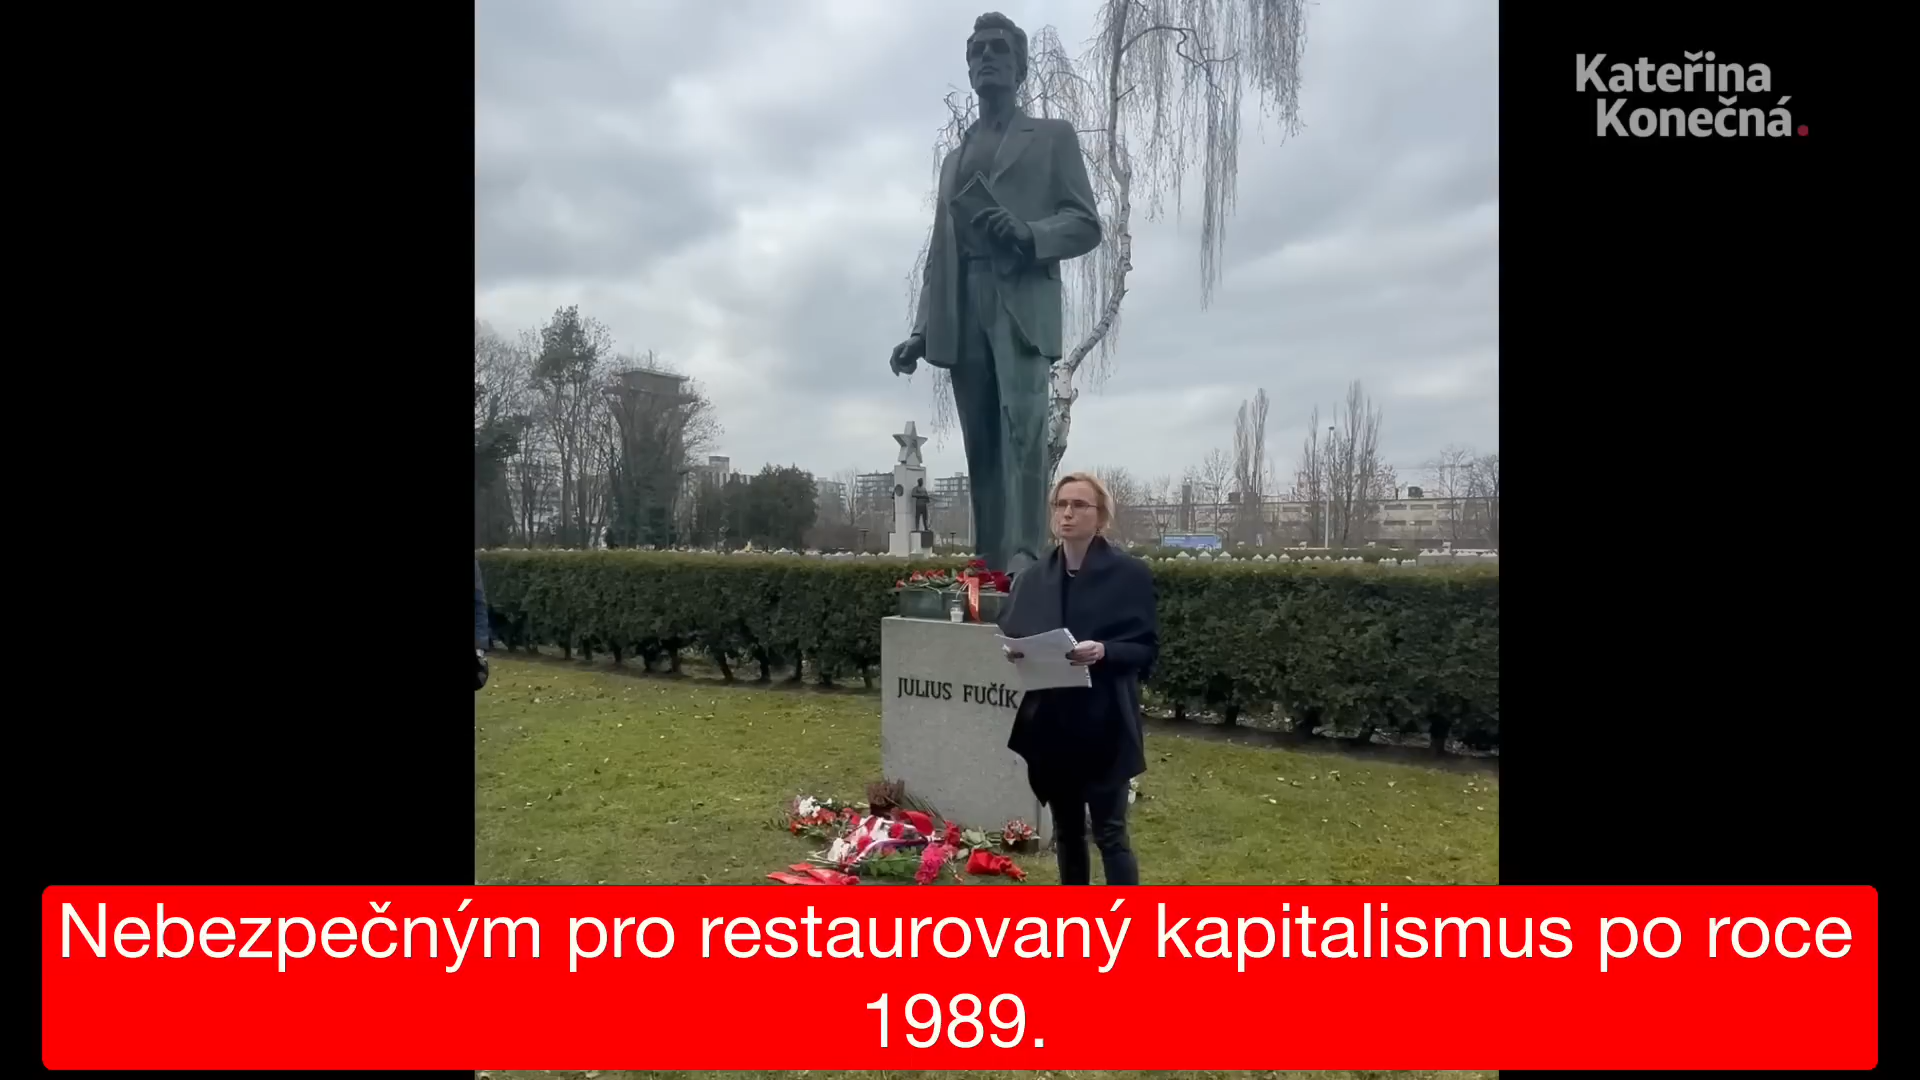 Kateřina
Konečná.
JULIUS FUČÍK
Nebezpečným pro restaurovaný kapitalismus po roce
1989.